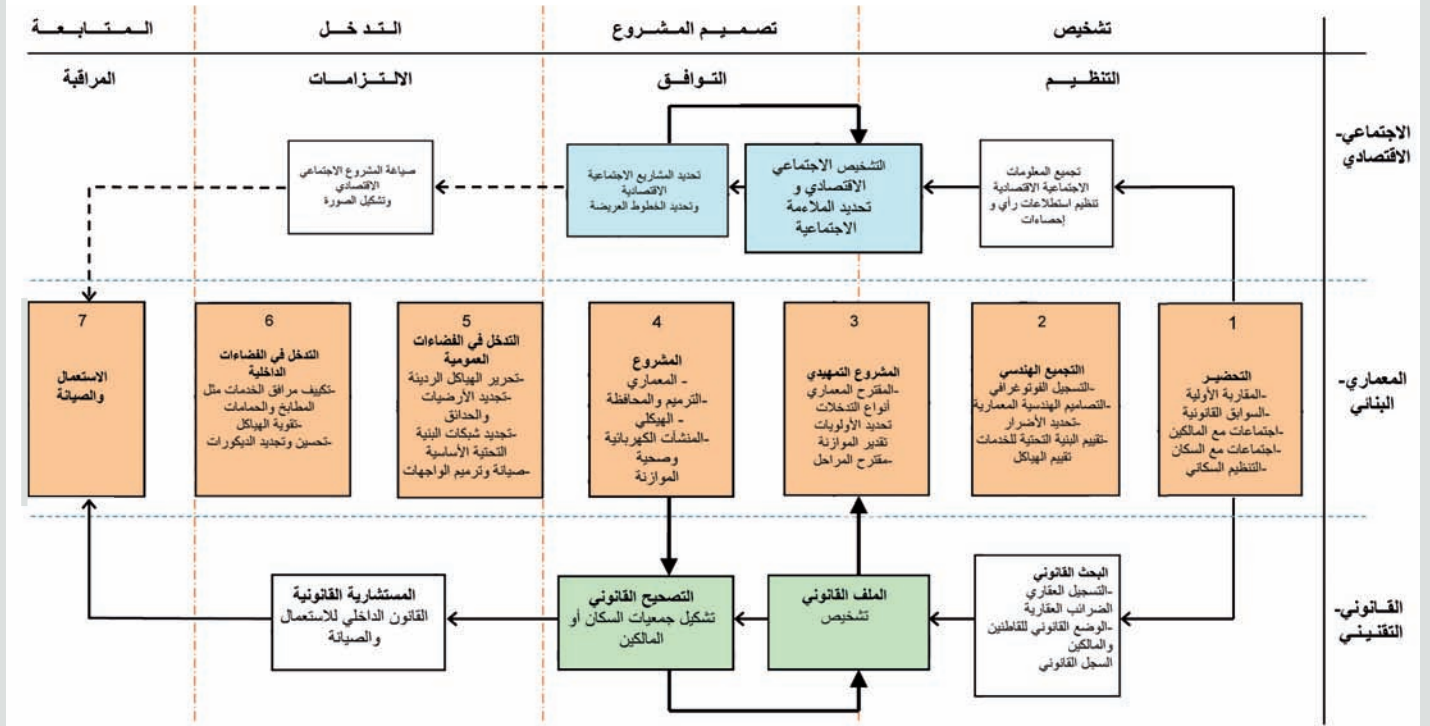 تشخيص
تصميم المشروع
التدخل
المتابعة
التنظيم
التوافق
الالتزامات
المراقبة
الاجتماعي-
الاقتصادي
تجميع المعلومات
الاجتماعية الاقتصادية
تنظيم استطلاعات رأي و
إحصاءات
التشخيص الاجتماعي
الاقتصادي و
تحديد الملاءمة
الاجتماعية
تحديد المشاريع الاجتماعية
الاقتصادية
وتحديد الخطوط العريضة
صياغة المشروع الاجتماعي
الاقتصادي
وتشكيل الصورة
المعماري-
البنائي
1
التحضير
-المقاربة الأولية
-السوابق القانونية
-اجتماعات مع المالكين
-اجتماعات مع السكان
-التنظيم السكاني
2
التجميع الهندسي
-التسجيل الفوتوغرافي
-التصاميم الهندسية المعمارية
-تحديد الأضرار
-تقييم البنية التحتية للخدمات
تقييم الهياكل
3
المشروع التمهيدي
-المقترح المعماري
أنواع التدخلات
تحديد الأولويات
تقدير الموازنة
-مقترح المراحل
4
المشروع
- المعماري
-الترميم والمحافظة
- الهيكلي
-المنشآت الكهربائية
وصحية
الموازنة
5
التدخل في الفضاءات
العمومية
-تحرير الهياكل الرديئة
-تجديد الأرضيات
والحدائق
-تجديد شبكات البنية
التحتية الأساسية
-صيانة وترميم الواجهات
6
التدخل في الفضاءات
الداخلية
-تكييف مرافق الخدمات مثل
المطابخ والحمامات
-تقوية الهياكل
-تحسين وتجديد الديكورات
7
الاستعمال
والصيانة
القانوني-
التقنيني
البحث القانوني
-التسجيل العقاري
الضرائب العقارية
-الوضع القانوني للقاطنين
والمالكين
السجل القانوني
الملف القانوني
تشخيص
التصحيح القانوني
تشكيل جمعيات السكان أو
المالكين
المستشارية القانونية
القانون الداخلي للاستعمال
والصيانة